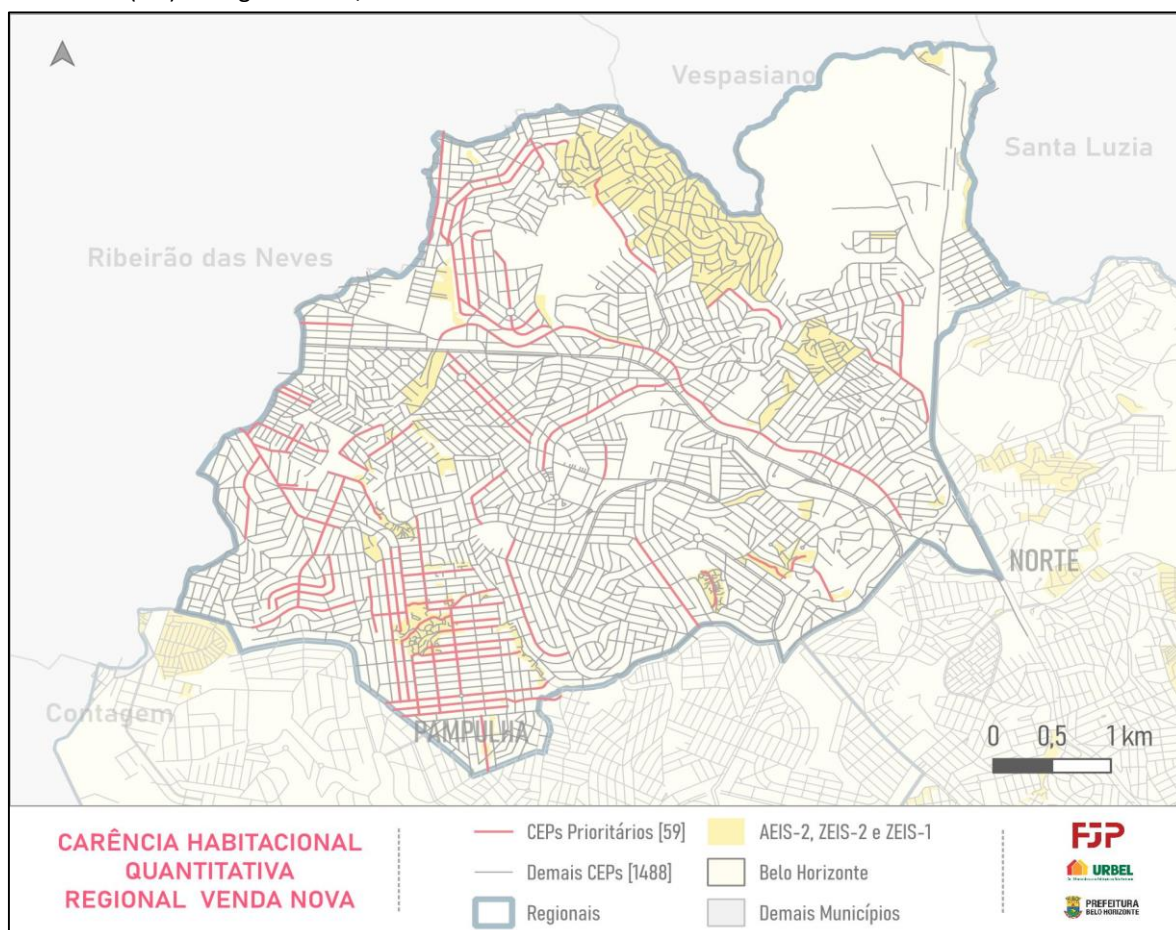 Vespasiano
Santa Luzia
Ribeirão das Neves
NORTE
Contagem
PAMPULHA
0 0,5 1 km
CARÊNCIA HABITACIONAL
QUANTITATIVA
REGIONAL VENDA NOVA
CEPs Prioritários [59]
Demais CEPs [1488]
Regionais
AEIS-2, ZEIS-2 e ZEIS-1
Belo Horizonte
Demais Municípios
FJP
URBEL
PREFEITURA
BELO HORIZONTE